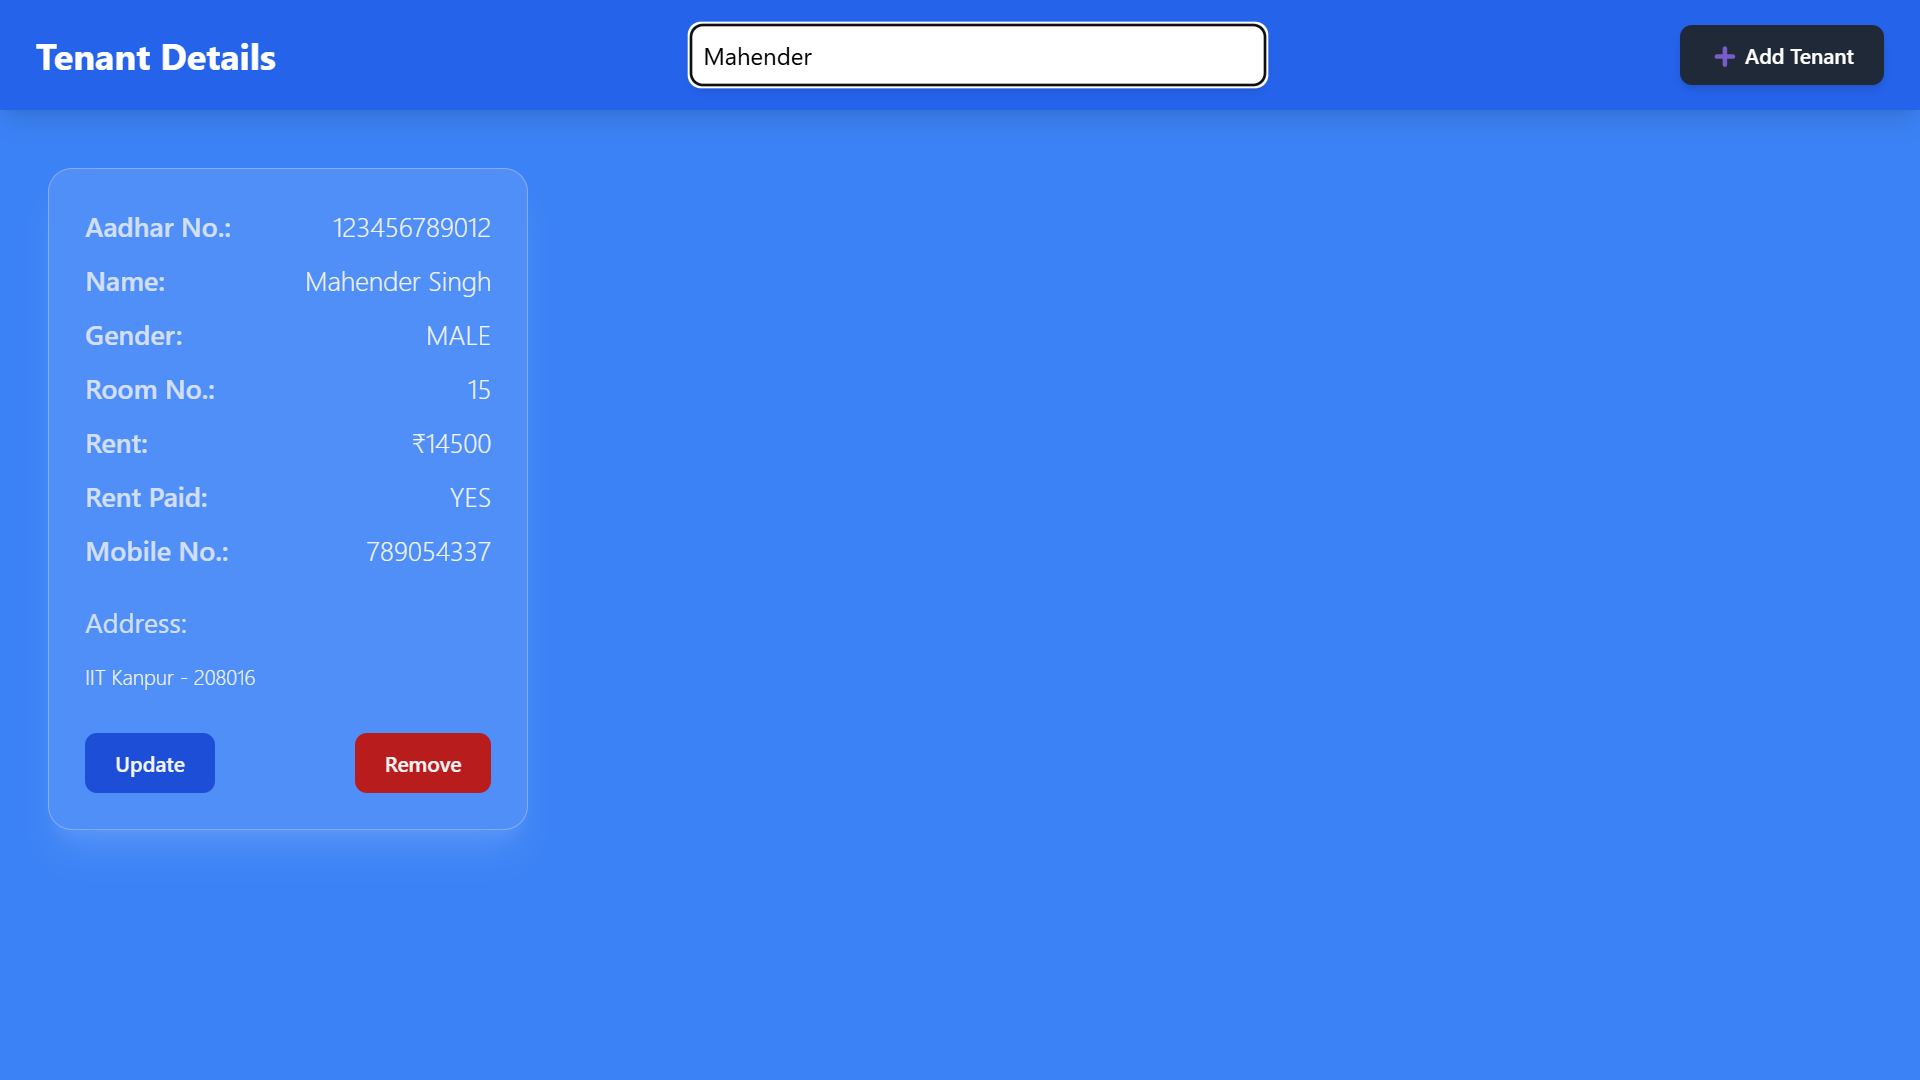 Tenant Details
Mahender
Add Tenant
Aadhar No.: 123456789012
Name: Mahender Singh
Gender: MALE
Room No.: 15
Rent: ₹14500
Rent Paid: YES
Mobile No.: 789054337
Address:
IIT Kanpur - 208016
Update
Remove